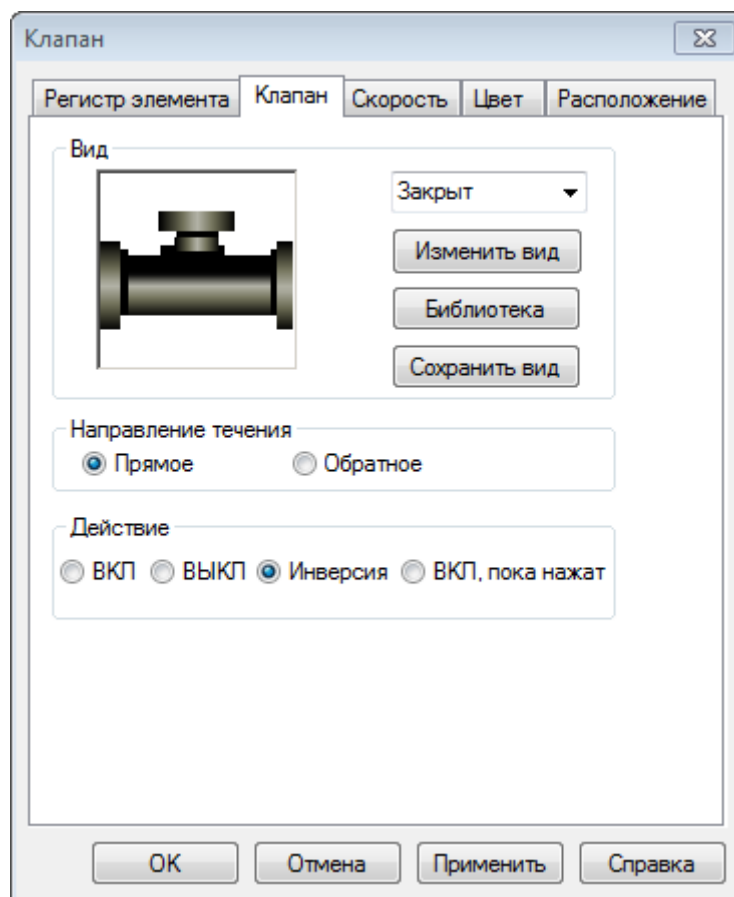 Клапан
Регистр элемента Клапан Скорость Цвет Расположение
Вид
Закрыт
Изменить вид
Библиотека
Сохранить вид
Направление течения
Прямое Обратное
Действие
ВКЛ ВЫКЛ Инверсия ВКЛ, пока нажат
OK Отмена Применить Справка